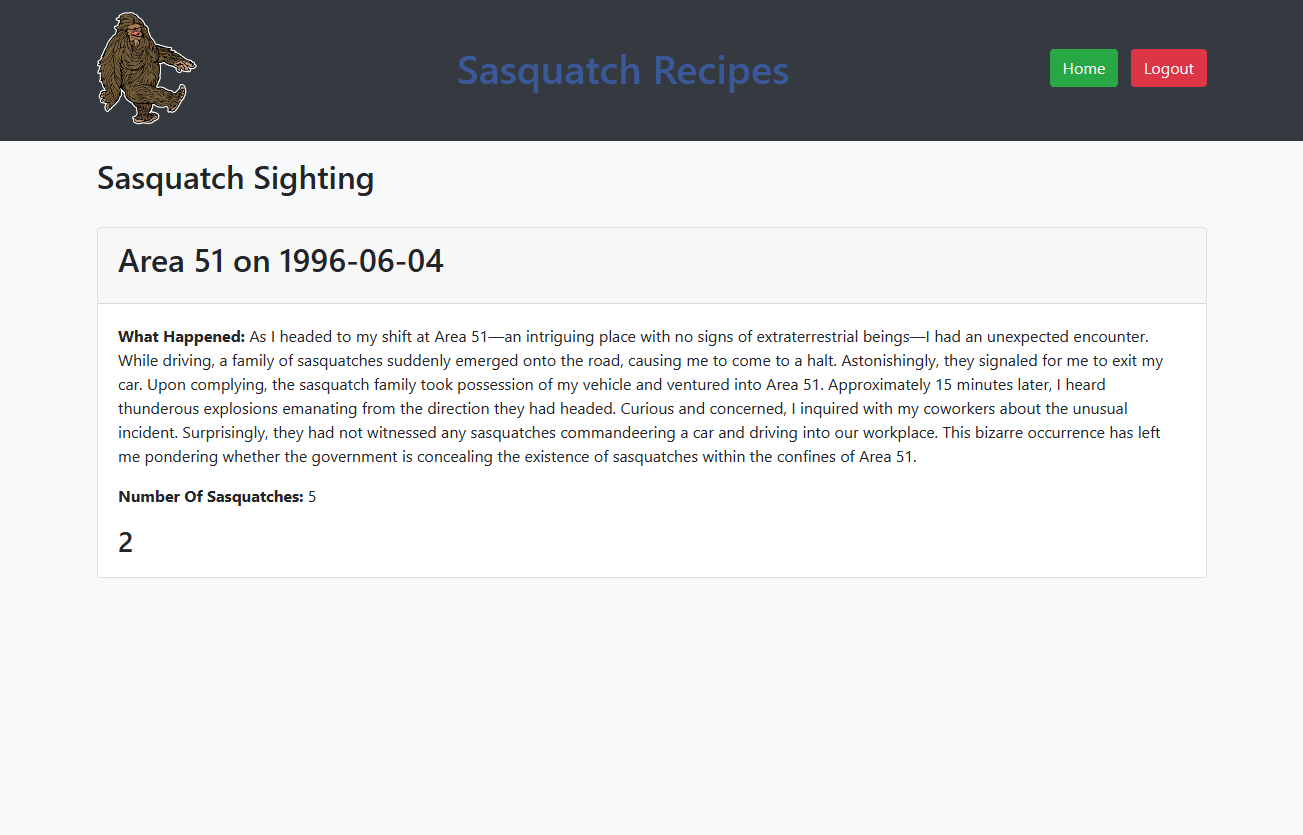 Sasquatch Recipes
Home
Logout
Sasquatch Sighting
Area 51 on 1996-06-04
What Happened: As I headed to my shift at Area 51—an intriguing place with no signs of extraterrestrial beings—I had an unexpected encounter.
While driving, a family of sasquatches suddenly emerged onto the road, causing me to come to a halt. Astonishingly, they signaled for me to exit my
car. Upon complying, the sasquatch family took possession of my vehicle and ventured into Area 51. Approximately 15 minutes later, I heard
thunderous explosions emanating from the direction they had headed. Curious and concerned, I inquired with my coworkers about the unusual
incident. Surprisingly, they had not witnessed any sasquatches commandeering a car and driving into our workplace. This bizarre occurrence has left
me pondering whether the government is concealing the existence of sasquatches within the confines of Area 51.
Number Of Sasquatches: 5
2